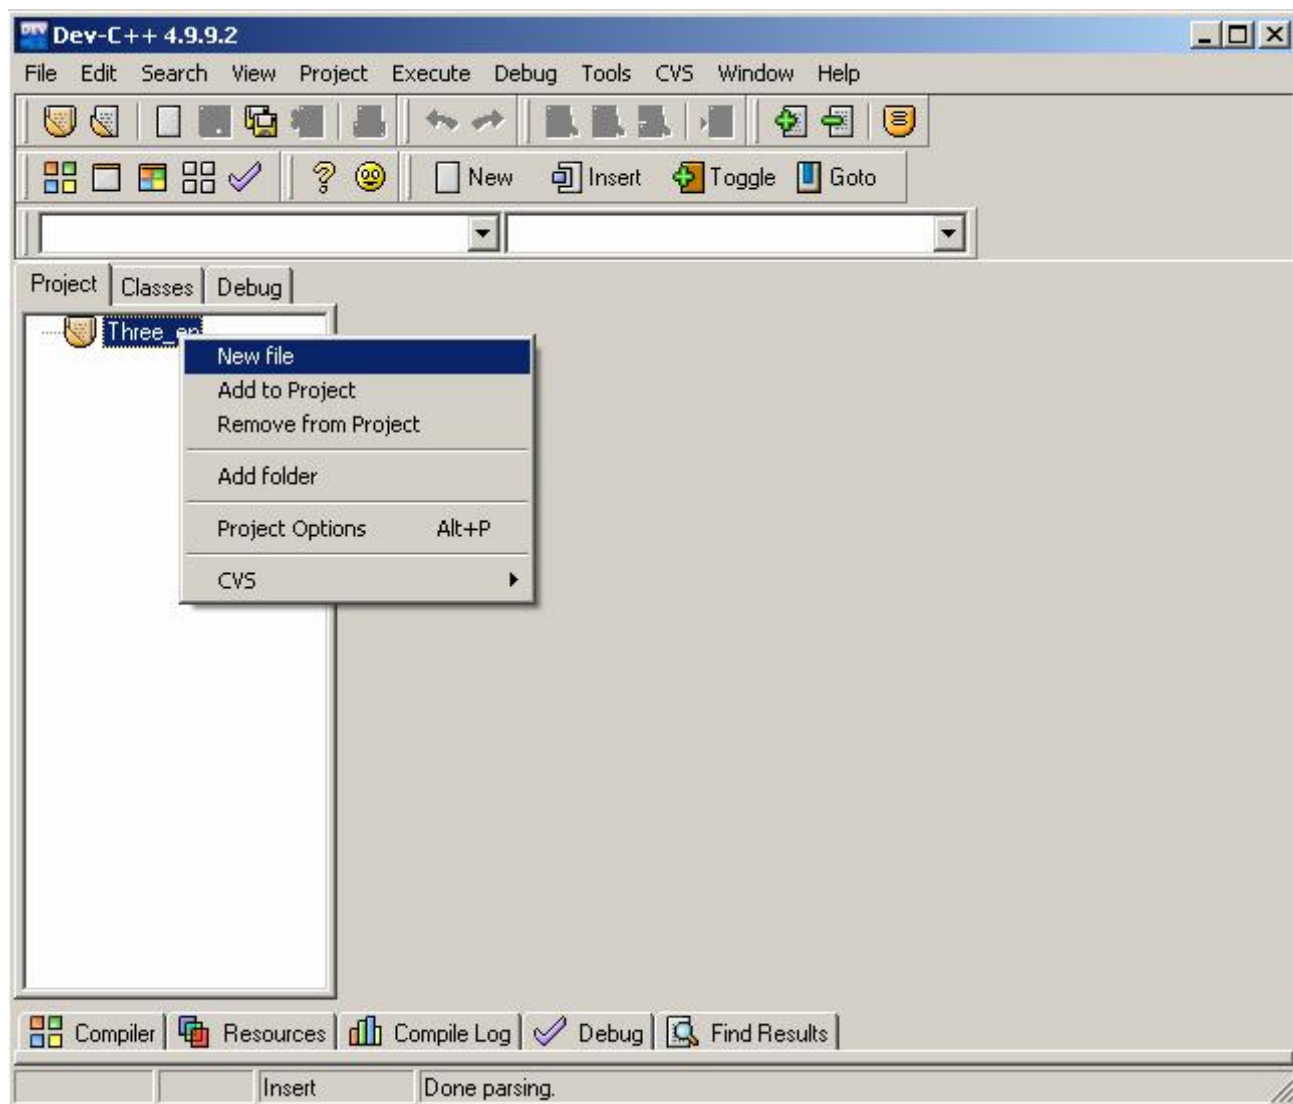 Dev-C++ 4.9.9.2
File Edit Search View Project Execute Debug Tools CVS Window Help
New Insert Toggle Goto
Project Classes Debug
Three_en
New file
Add to Project
Remove from Project
Add folder
Project Options Alt+P
CVS
Compiler Resources Compile Log Debug Find Results
Insert Done parsing.